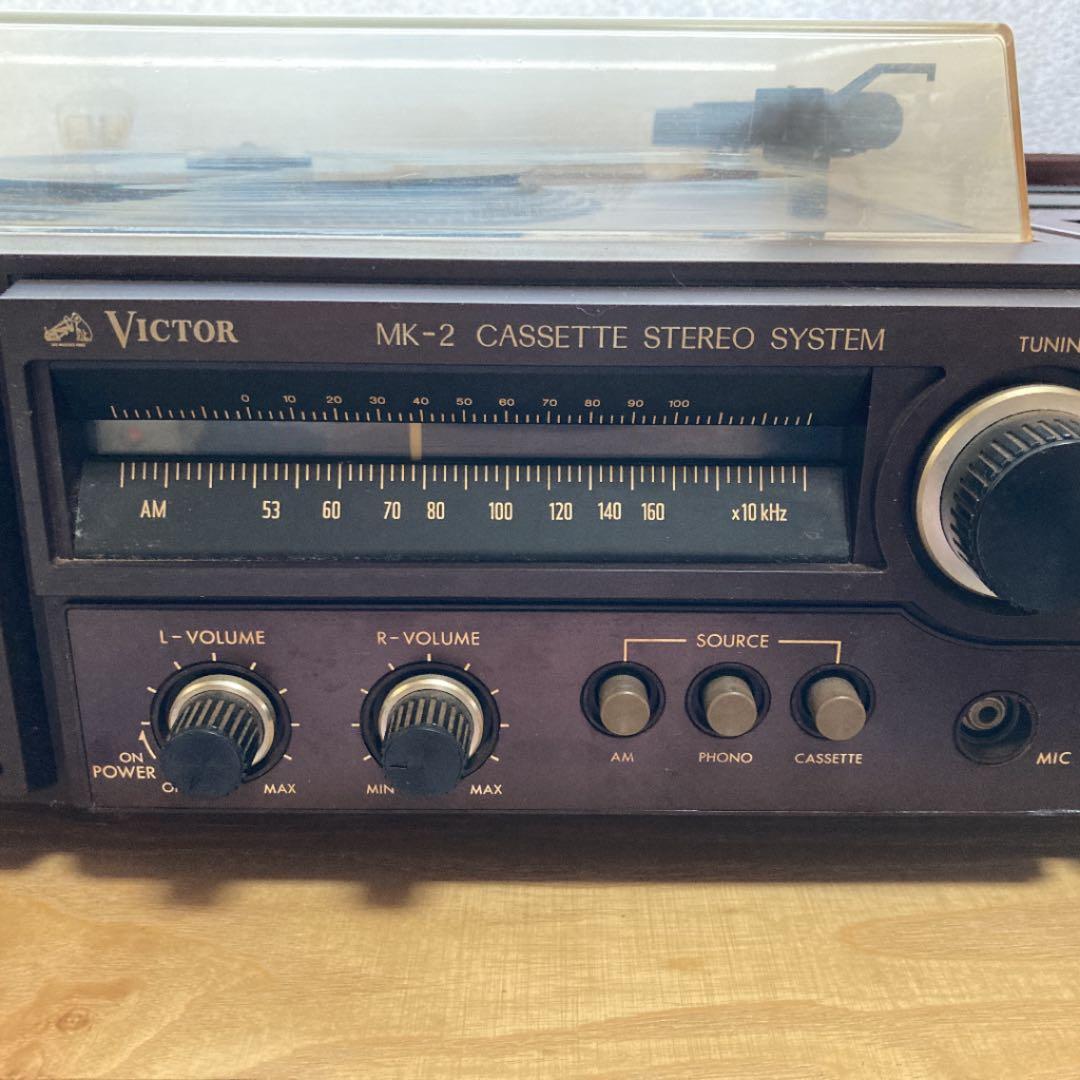 VICTOR MK-2 CASSETTE STEREO SYSTEM
0 10 20 30 40 50 60 70 80 90 100
AM 53 60 70 80 100 120 140 160 x10 kHz
L-VOLUME R-VOLUME SOURCE
ON
POWER
MAX MIN MAX
AM PHONO CASSETTE MIC